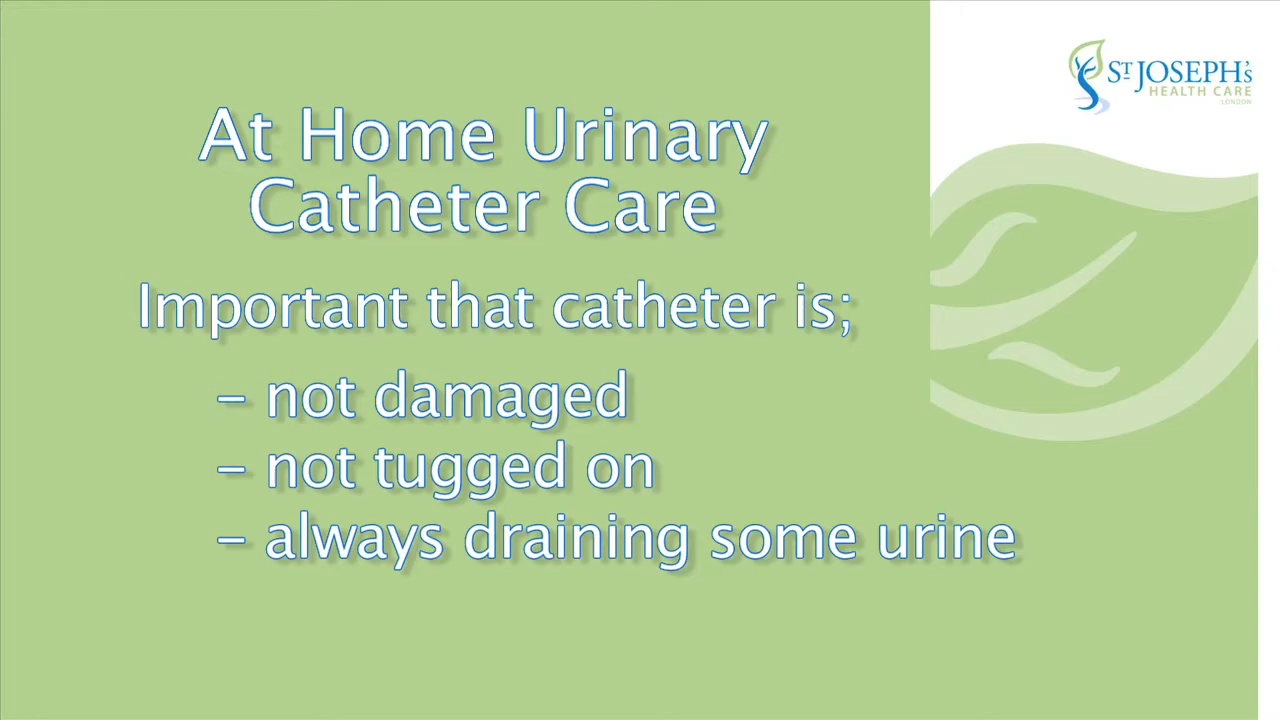 ST JOSEPH'S
HEALTH CARE
LONDON
At Home Urinary
Catheter Care
Important that catheter is;
– not damaged
– not tugged on
– always draining some urine